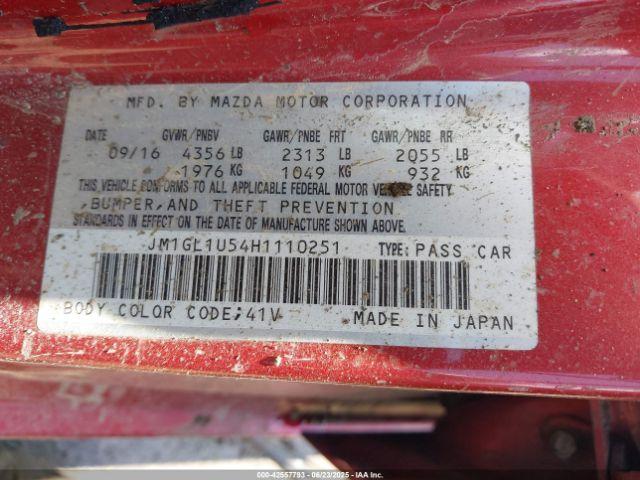 MFD. BY MAZDA MOTOR CORPORATION
DATE GVWR/PNBV GAWR/PNBE FRT GAWR/PNBE RR
09/16 4356 LB 2313 LB 2055 LB
1976 KG 1049 KG 932 KG
THIS VEHICLE CONFORMS TO ALL APPLICABLE FEDERAL MOTOR VEHICLE SAFETY
,BUMPER,AND THEFT PREVENTION
STANDARDS IN EFFECT ON THE DATE OF MANUFACTURE SHOWN ABOVE.
JM1GL1U54H1110251 TYPE: PASS CAR
BODY COLOR CODE;41V MADE IN JAPAN
000-42557793 - 06/23/2025 - IAAI.com